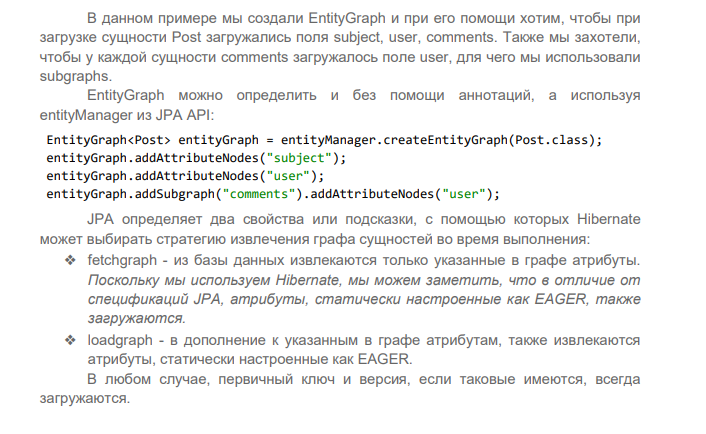 В данном примере мы создали EntityGraph и при его помощи хотим, чтобы при
загрузке сущности Post загружались поля subject, user, comments. Также мы захотели,
чтобы у каждой сущности comments загружалось поле user, для чего мы использовали
subgraphs.
EntityGraph можно определить и без помощи аннотаций, а используя
entityManager из JPA API:
EntityGraph<Post> entityGraph = entityManager.createEntityGraph(Post.class);
entityGraph.addAttributeNodes("subject");
entityGraph.addAttributeNodes("user");
entityGraph.addSubgraph("comments").addAttributeNodes("user");
JPA определяет два свойства или подсказки, с помощью которых Hibernate
может выбирать стратегию извлечения графа сущностей во время выполнения:
❖ fetchgraph - из базы данных извлекаются только указанные в графе атрибуты.
Поскольку мы используем Hibernate, мы можем заметить, что в отличие от
спецификаций JPA, атрибуты, статически настроенные как EAGER, также
загружаются.
❖ loadgraph - в дополнение к указанным в графе атрибутам, также извлекаются
атрибуты, статически настроенные как EAGER.
В любом случае, первичный ключ и версия, если таковые имеются, всегда
загружаются.